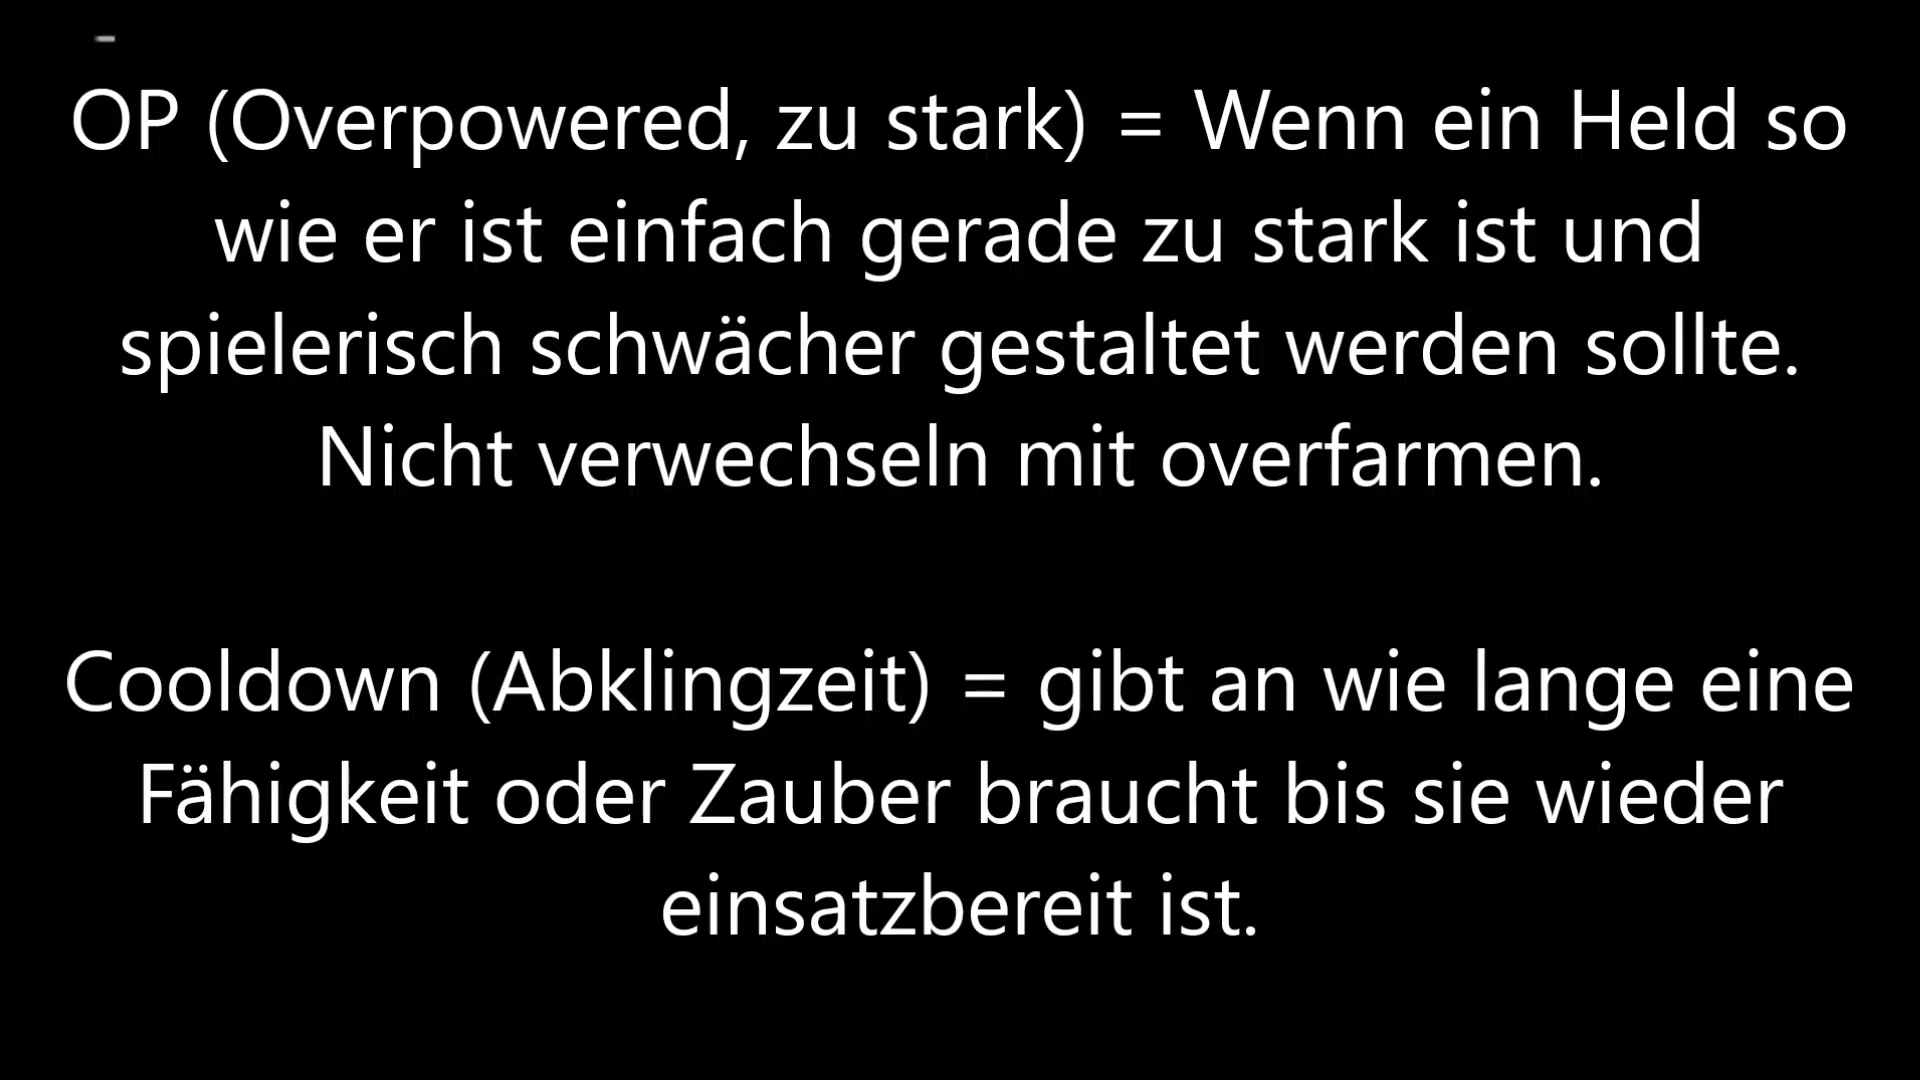 OP (Overpowered, zu stark) = Wenn ein Held so
wie er ist einfach gerade zu stark ist und
spielerisch schwächer gestaltet werden sollte.
Nicht verwechseln mit overfarmen.
Cooldown (Abklingzeit) = gibt an wie lange eine
Fähigkeit oder Zauber braucht bis sie wieder
einsatzbereit ist.